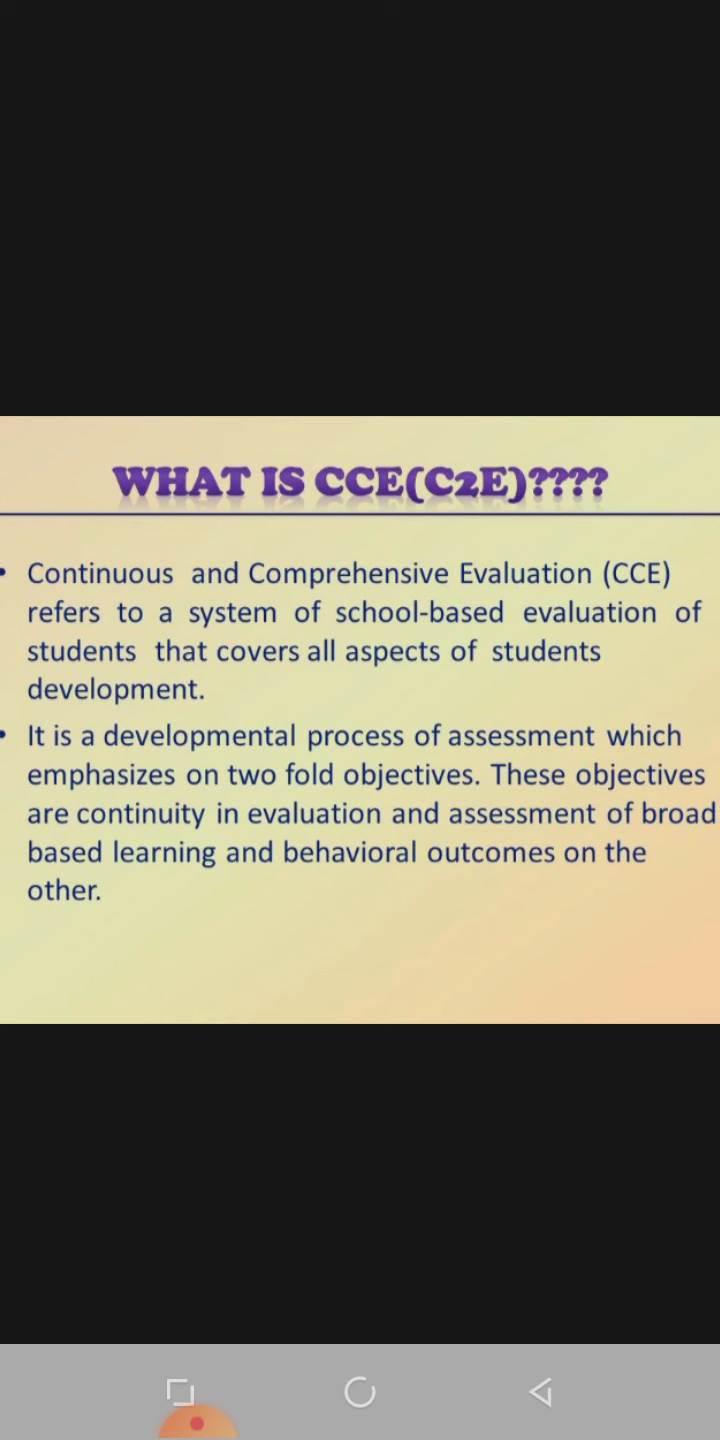 WHAT IS CCE(C2E)????
• Continuous and Comprehensive Evaluation (CCE)
refers to a system of school-based evaluation of
students that covers all aspects of students
development.
• It is a developmental process of assessment which
emphasizes on two fold objectives. These objectives
are continuity in evaluation and assessment of broad
based learning and behavioral outcomes on the
other.